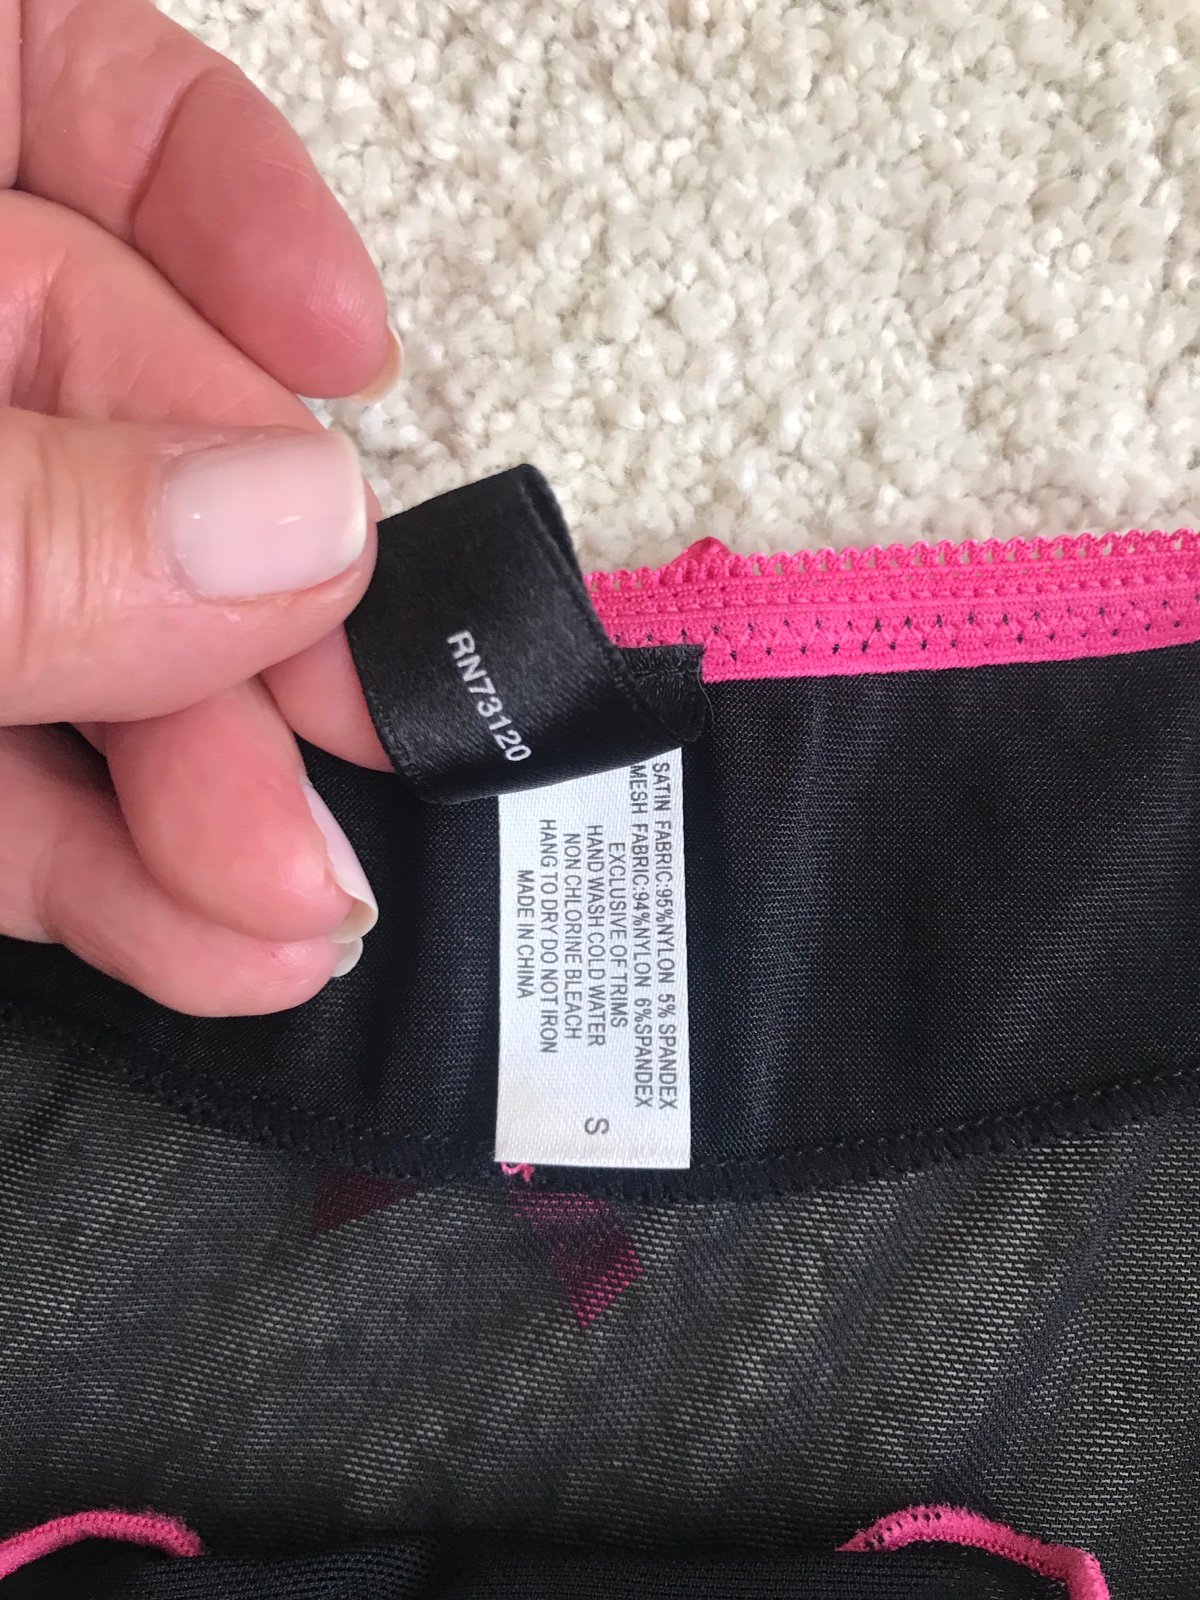 RN73120
SATIN FABRIC:95%NYLON 5% SPANDEX
MESH FABRIC:94%NYLON 6%SPANDEX
EXCLUSIVE OF TRIMS
HAND WASH COLD WATER
NON CHLORINE BLEACH
HANG TO DRY DO NOT IRON
MADE IN CHINA
S